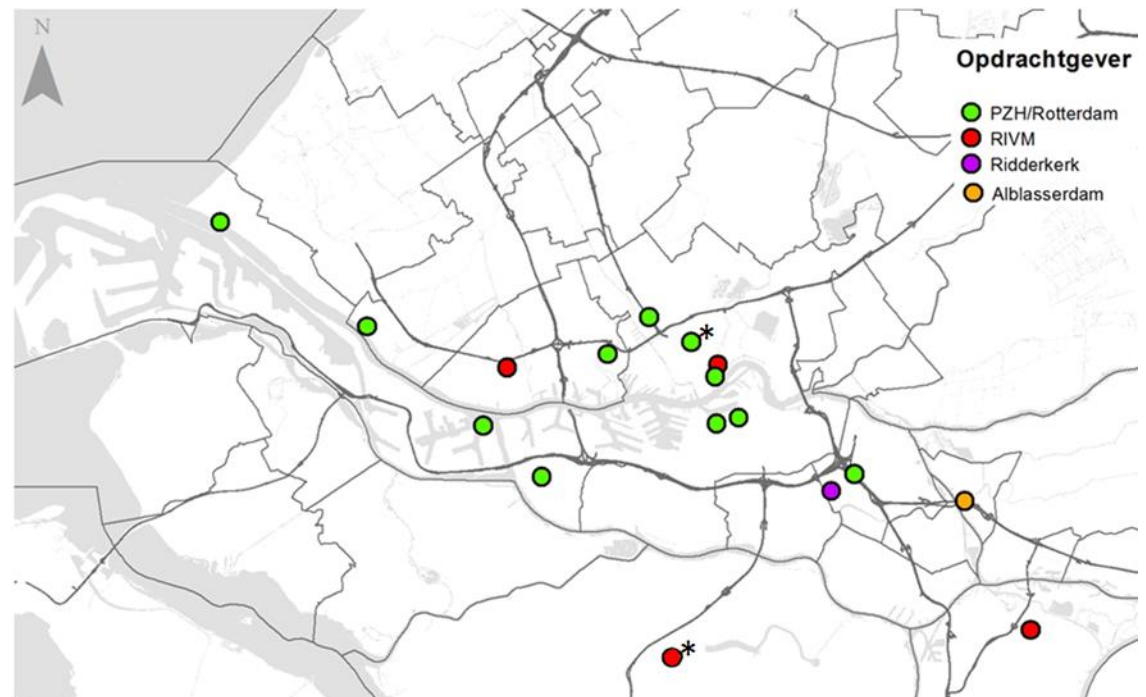 N
Opdrachtgever
PZH/Rotterdam
RIVM
Ridderkerk
Alblasserdam
*
*